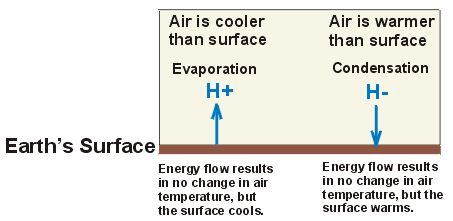 Air is cooler
than surface
Evaporation
H+
Air is warmer
than surface
Condensation
H-
Earth's Surface
Energy flow results
in no change in air
temperature, but
the surface cools.
Energy flow results
in no change in air
temperature, but the
surface warms.